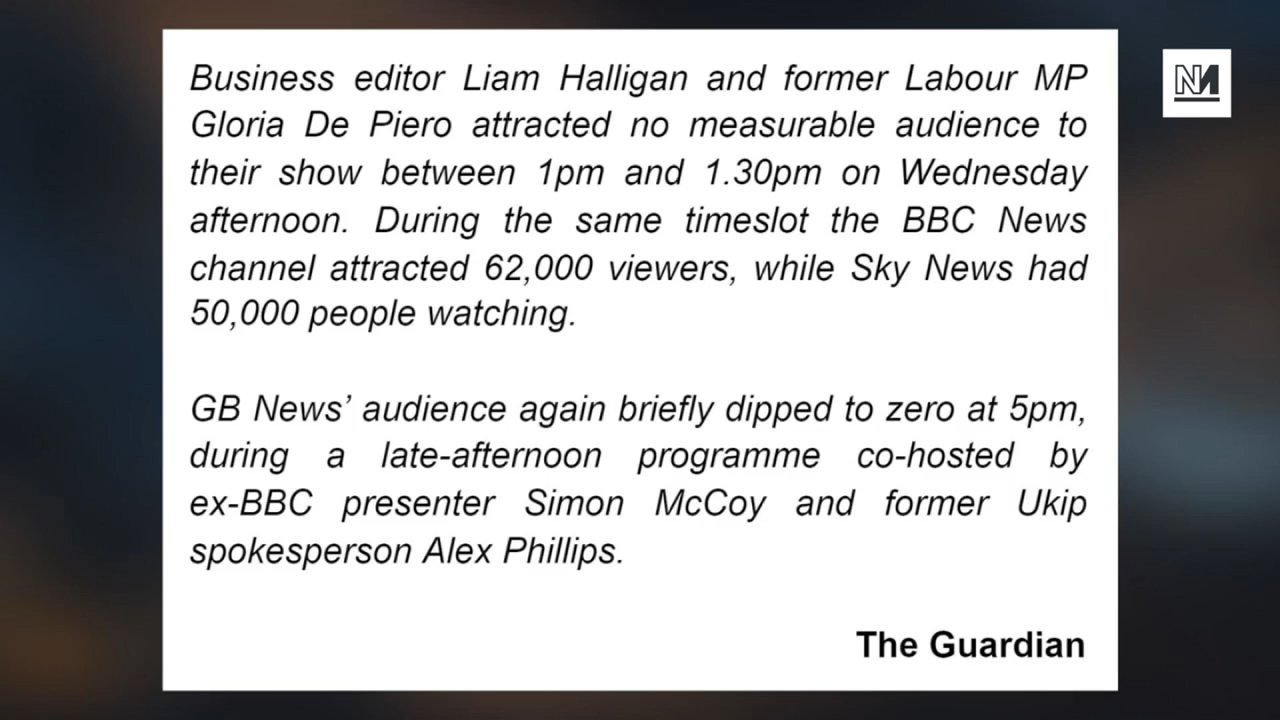 Business editor Liam Halligan and former Labour MP
Gloria De Piero attracted no measurable audience to
their show between 1pm and 1.30pm on Wednesday
afternoon. During the same timeslot the BBC News
channel attracted 62,000 viewers, while Sky News had
50,000 people watching.
GB News’ audience again briefly dipped to zero at 5pm,
during a late-afternoon programme co-hosted by
ex-BBC presenter Simon McCoy and former Ukip
spokesperson Alex Phillips.
The Guardian
NM